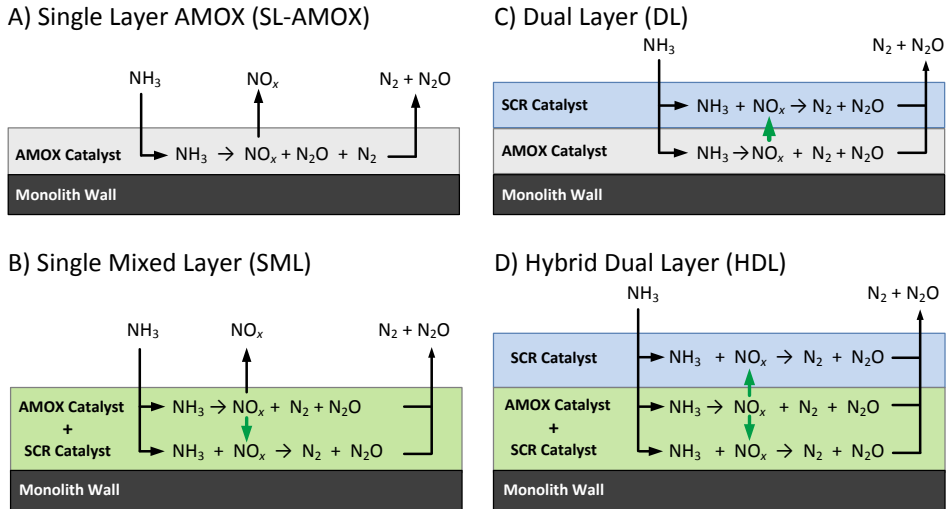 A) Single Layer AMOX (SL-AMOX)
NH₃
NOₓ
N₂ + N₂O
AMOX Catalyst
NH₃ → NOₓ + N₂O + N₂
Monolith Wall
B) Single Mixed Layer (SML)
NH₃
NOₓ
N₂ + N₂O
AMOX Catalyst
+
SCR Catalyst
NH₃ → NOₓ + N₂ + N₂O
NH₃ + NOₓ → N₂ + N₂O
Monolith Wall
C) Dual Layer (DL)
NH₃
N₂ + N₂O
SCR Catalyst
NH₃ + NOₓ → N₂ + N₂O
AMOX Catalyst
NH₃ → NOₓ + N₂ + N₂O
Monolith Wall
D) Hybrid Dual Layer (HDL)
NH₃
N₂ + N₂O
SCR Catalyst
NH₃ + NOₓ → N₂ + N₂O
AMOX Catalyst
+
SCR Catalyst
NH₃ → NOₓ + N₂ + N₂O
NH₃ + NOₓ → N₂ + N₂O
Monolith Wall